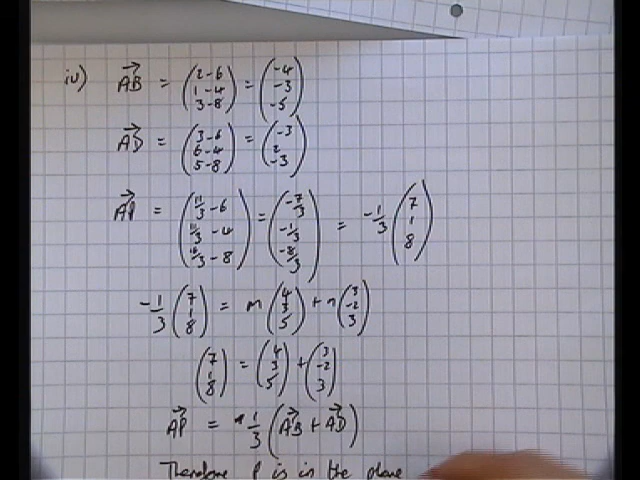 iv) AB→ = (2-6, 1-4, 3-8) = (-4, -3, -5)
AD→ = (3-6, 6-4, 5-8) = (-3, 2, -3)
AP→ = (11/3 -6, 11/3 -4, 16/3 -8) = (-7/3, -1/3, -8/3) = -1/3 (7, 1, 8)
-1/3 (7, 1, 8) = m (4, 3, 5) + n (3, -2, 3)
(7, 1, 8) = (4, 3, 5) + (3, -2, 3)
AP→ = 1/3 (AB→ + AD→)
Therefore P is in the plane